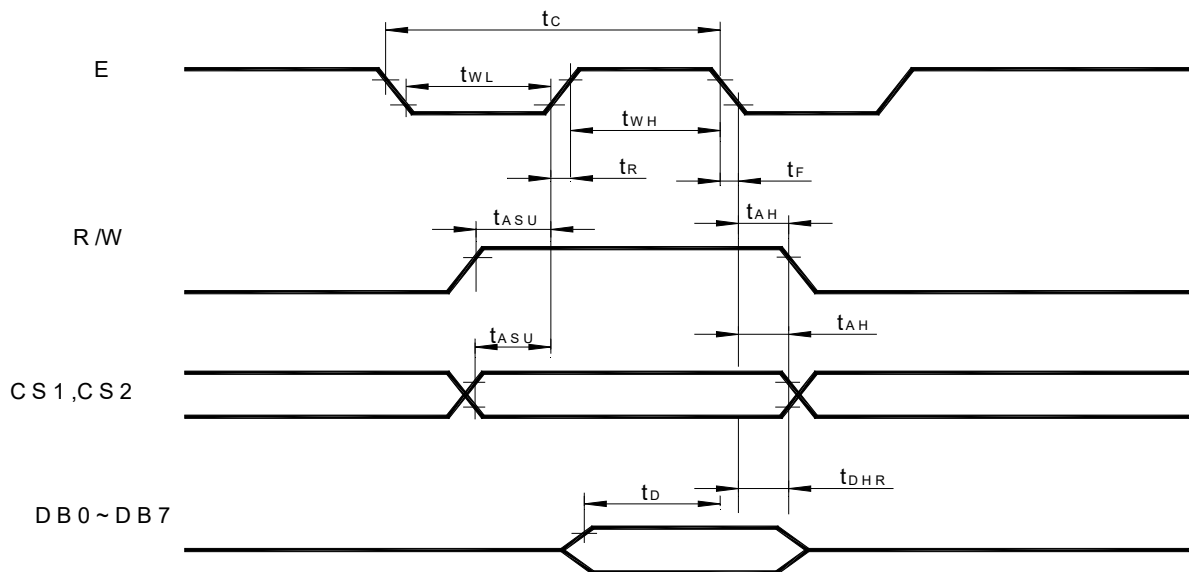 tC
E
tWL
tWH
tR
tF
tASU
tAH
R/W
tAH
tASU
CS1,CS2
tDHR
tD
DB0~DB7